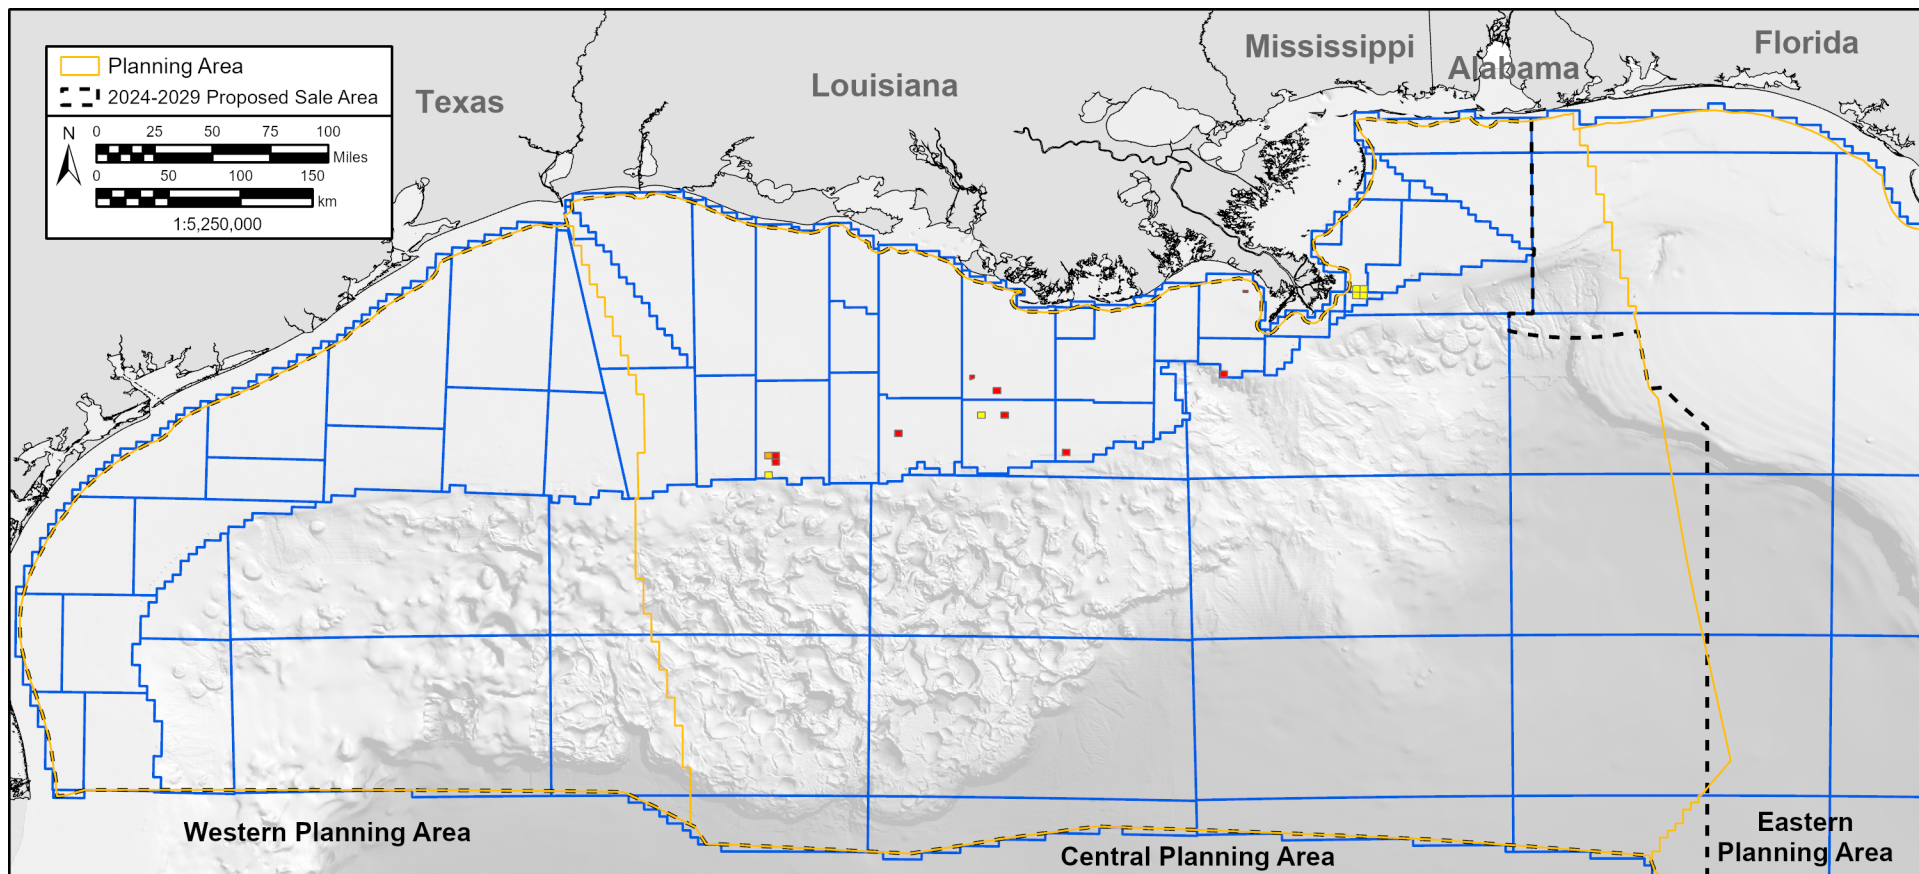 Planning Area
2024-2029 Proposed Sale Area
N
0 25 50 75 100
Miles
0 50 100 150
km
1:5,250,000
Texas
Louisiana
Mississippi
Alabama
Florida
Western Planning Area
Central Planning Area
Eastern
Planning Area